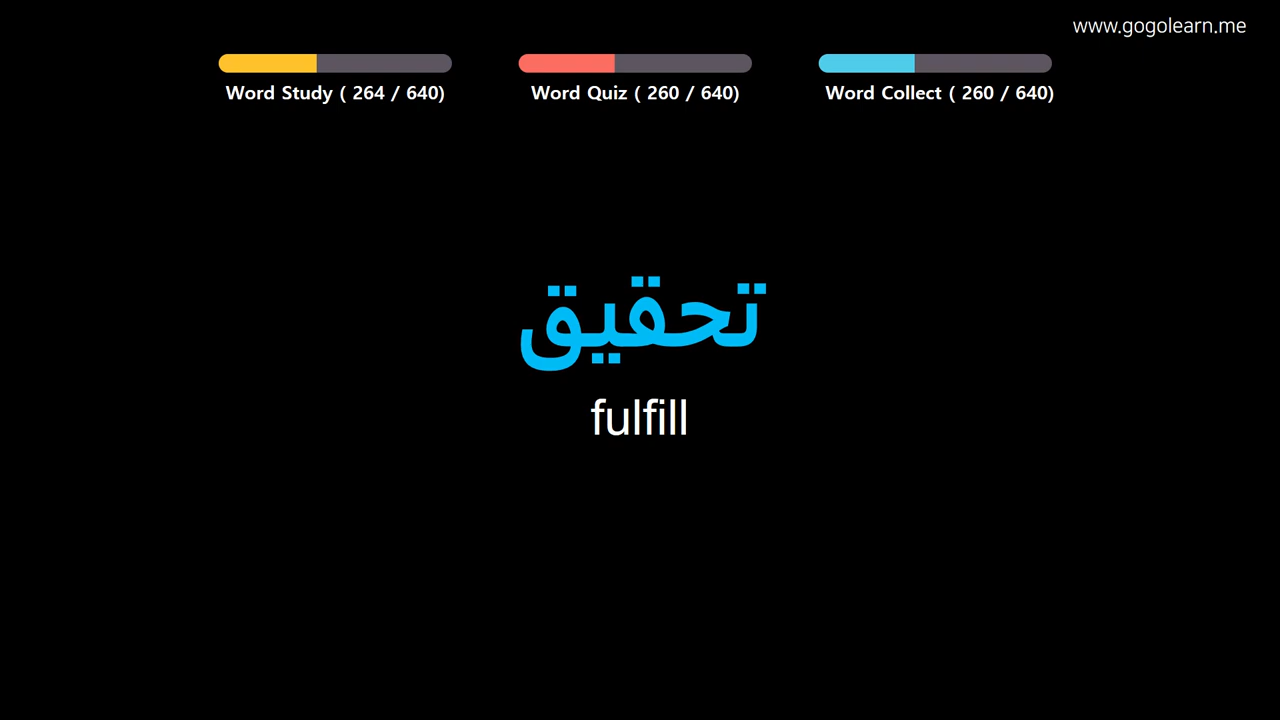 www.gogolearn.me
Word Study ( 264 / 640)
Word Quiz ( 260 / 640)
Word Collect ( 260 / 640)
تحقيق
fulfill